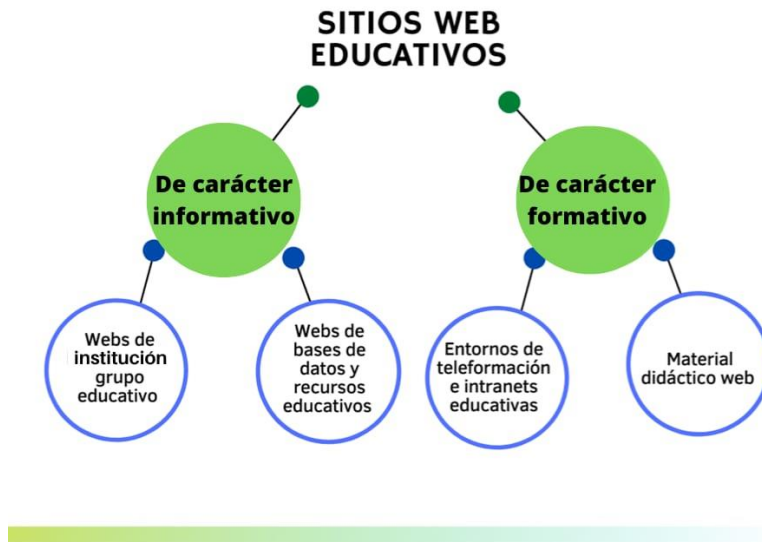 SITIOS WEB
EDUCATIVOS
De carácter
informativo
De carácter
formativo
Webs de
institución
grupo
educativo
Webs de
bases de
datos y
recursos
educativos
Entornos de
teleformación
e intranets
educativas
Material
didáctico web